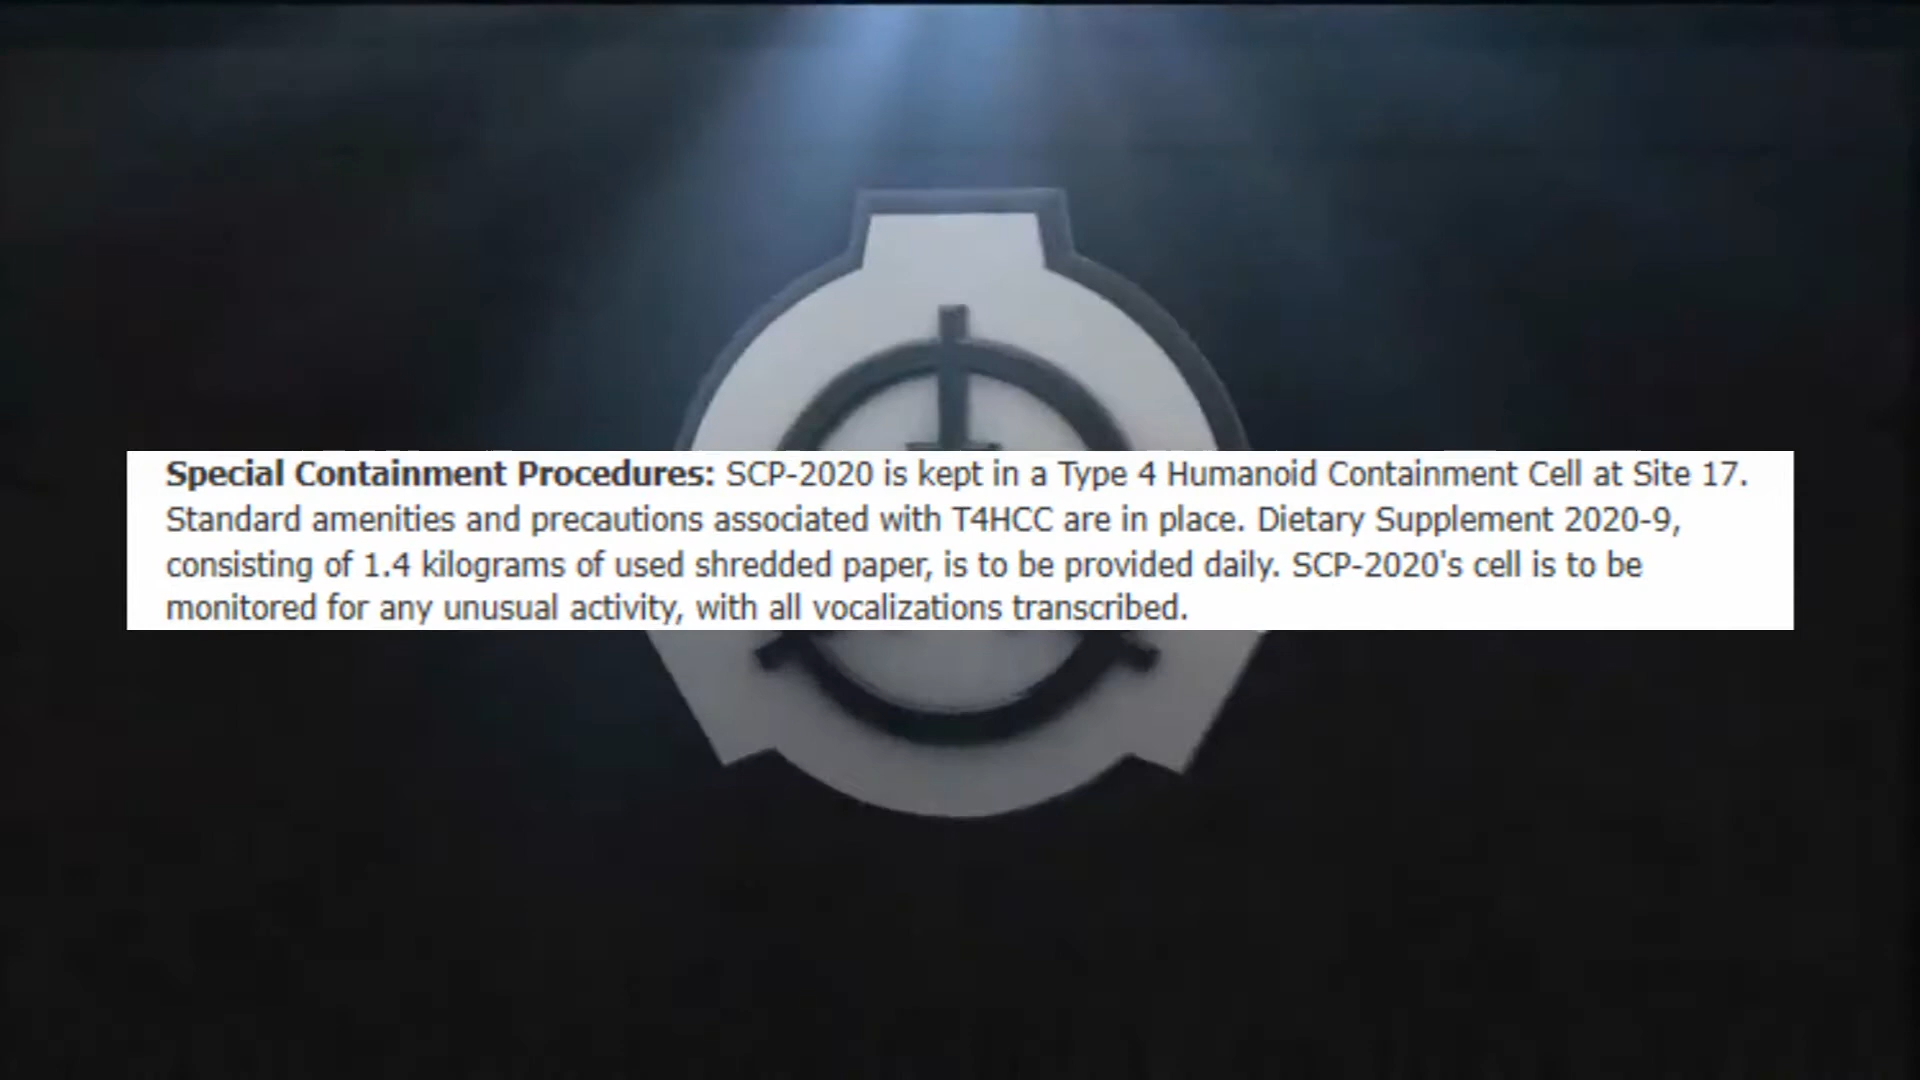 Special Containment Procedures: SCP-2020 is kept in a Type 4 Humanoid Containment Cell at Site 17.
Standard amenities and precautions associated with T4HCC are in place. Dietary Supplement 2020-9,
consisting of 1.4 kilograms of used shredded paper, is to be provided daily. SCP-2020's cell is to be
monitored for any unusual activity, with all vocalizations transcribed.